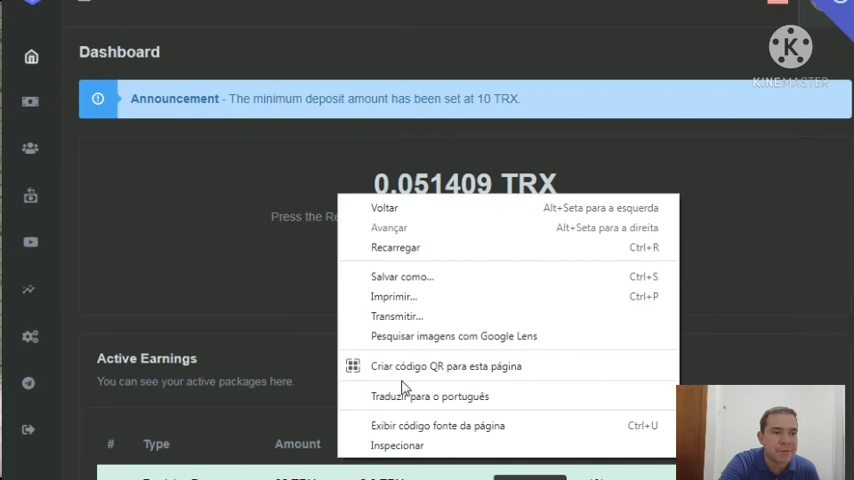 K
KINEMASTER
Dashboard
Announcement - The minimum deposit amount has been set at 10 TRX.
0.051409 TRX
Press the Re
Voltar Alt+Seta para a esquerda
Avançar Alt+Seta para a direita
Recarregar Ctrl+R
Salvar como... Ctrl+S
Imprimir... Ctrl+P
Transmitir...
Pesquisar imagens com Google Lens
Criar código QR para esta página
Traduzir para o português
Exibir código fonte da página Ctrl+U
Inspecionar
Active Earnings
You can see your active packages here.
# Type Amount